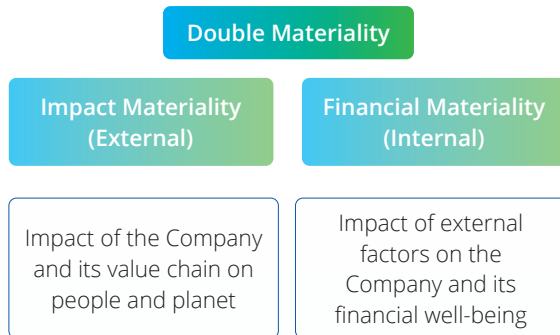 Double Materiality
Impact Materiality
(External)
Financial Materiality
(Internal)
Impact of the Company
and its value chain on
people and planet
Impact of external
factors on the
Company and its
financial well-being